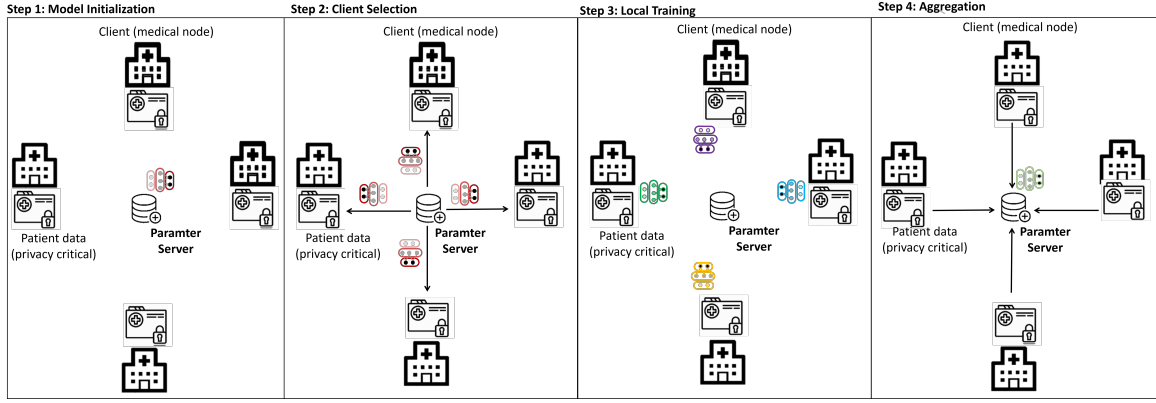 Step 1: Model Initialization
Client (medical node)
Patient data
(privacy critical)
Paramter
Server
Step 2: Client Selection
Client (medical node)
Patient data
(privacy critical)
Paramter
Server
Step 3: Local Training
Client (medical node)
Patient data
(privacy critical)
Paramter
Server
Step 4: Aggregation
Client (medical node)
Patient data
(privacy critical)
Paramter
Server